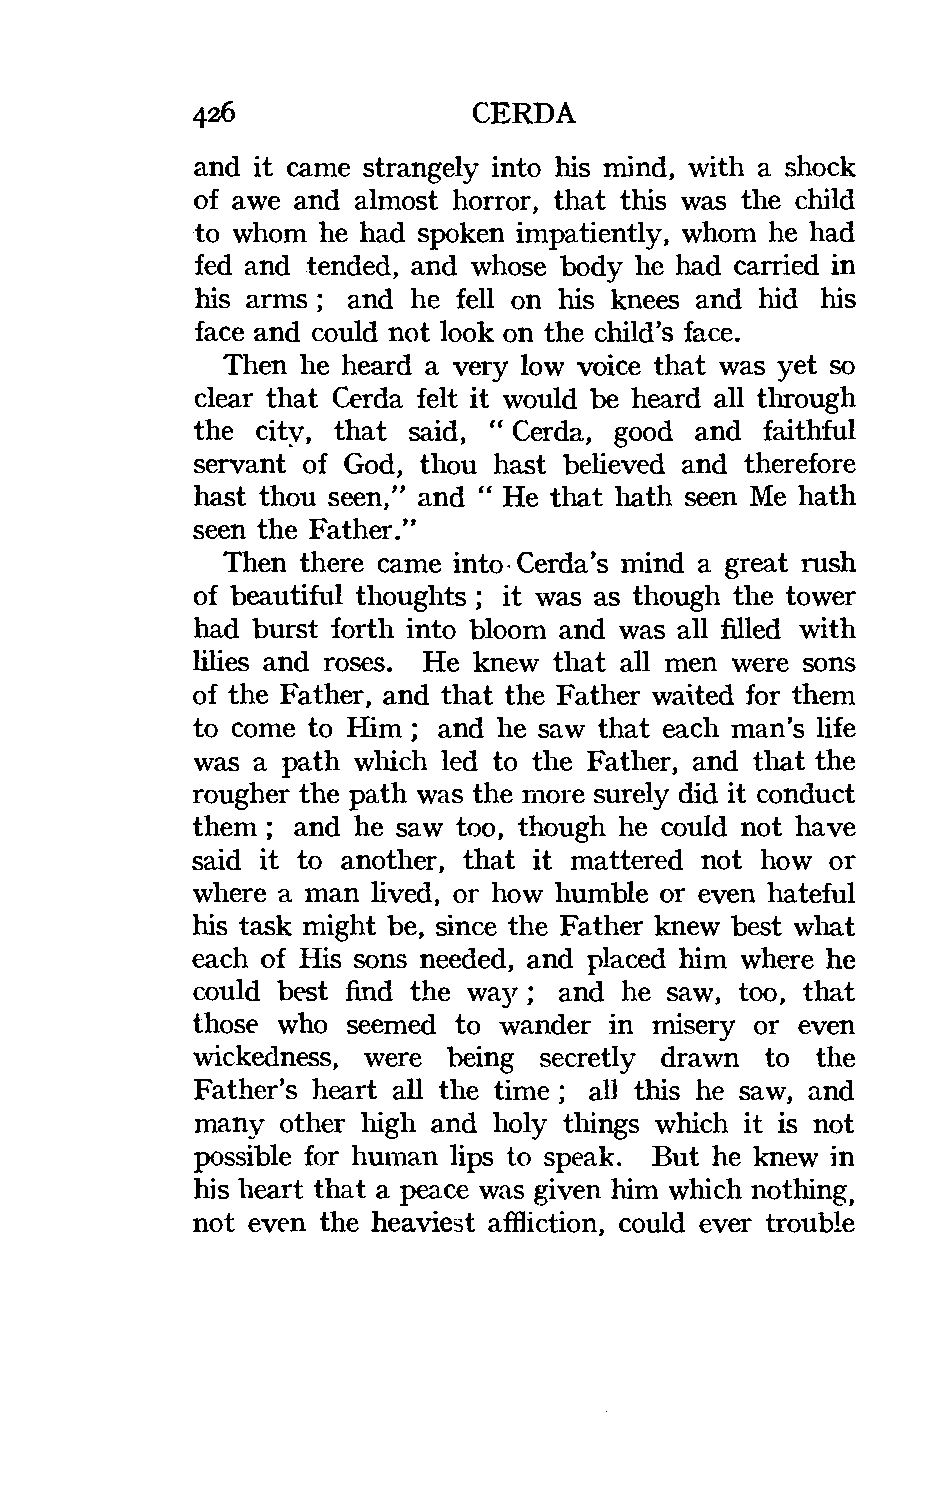 426 CERDA
and it came strangely into his mind, with a shock
of awe and almost horror, that this was the child
to whom he had spoken impatiently, whom he had
fed and tended, and whose body he had carried in
his arms ; and he fell on his knees and hid his
face and could not look on the child's face.
Then he heard a very low voice that was yet so
clear that Cerda felt it would be heard all through
the city, that said, " Cerda, good and faithful
servant of God, thou hast believed and therefore
hast thou seen," and " He that hath seen Me hath
seen the Father."
Then there came into Cerda's mind a great rush
of beautiful thoughts ; it was as though the tower
had burst forth into bloom and was all filled with
lilies and roses. He knew that all men were sons
of the Father, and that the Father waited for them
to come to Him ; and he saw that each man's life
was a path which led to the Father, and that the
rougher the path was the more surely did it conduct
them ; and he saw too, though he could not have
said it to another, that it mattered not how or
where a man lived, or how humble or even hateful
his task might be, since the Father knew best what
each of His sons needed, and placed him where he
could best find the way ; and he saw, too, that
those who seemed to wander in misery or even
wickedness, were being secretly drawn to the
Father's heart all the time ; all this he saw, and
many other high and holy things which it is not
possible for human lips to speak. But he knew in
his heart that a peace was given him which nothing,
not even the heaviest affliction, could ever trouble